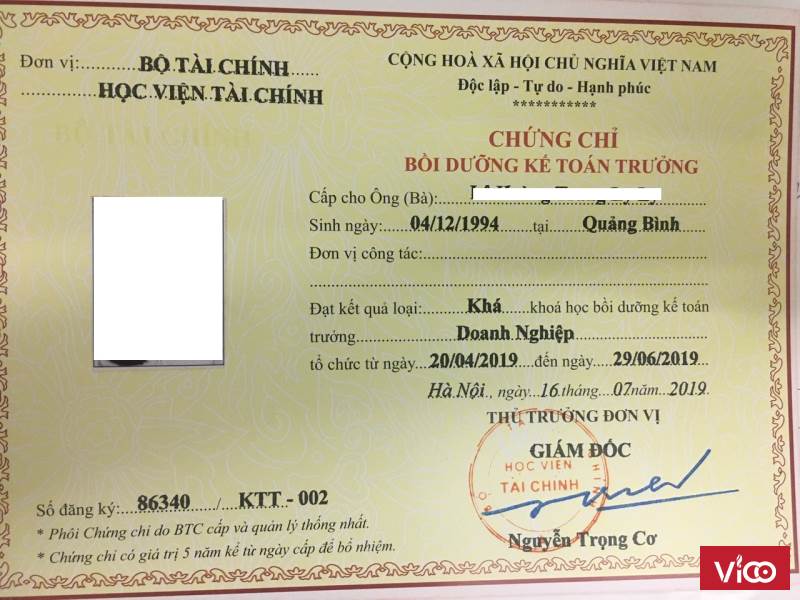 Đơn vị:..........BỘ TÀI CHÍNH......
....................HỌC VIỆN TÀI CHÍNH
CỘNG HOÀ XÃ HỘI CHỦ NGHĨA VIỆT NAM
Độc lập - Tự do - Hạnh phúc
***********
CHỨNG CHỈ
BỒI DƯỠNG KẾ TOÁN TRƯỞNG
Cấp cho Ông (Bà):
Sinh ngày:......04/12/1994.......tại........Quảng Bình......
Đơn vị công tác:
Đạt kết quả loại:..........Khá.......khoá học bồi dưỡng kế toán
trưởng.......................Doanh Nghiệp
tổ chức từ ngày....20/04/2019....đến ngày.....29/06/2019...
Hà Nội., ngày...16.tháng...07năm...2019.
THỦ TRƯỞNG ĐƠN VỊ
GIÁM ĐỐC
HỌC VIỆN
TÀI CHÍNH
Nguyễn Trọng Cơ
Số đăng ký:.....86340....../....KTT - 002
* Phôi Chứng chỉ do BTC cấp và quản lý thống nhất.
* Chứng chỉ có giá trị 5 năm kể từ ngày cấp để bổ nhiệm.
Vico